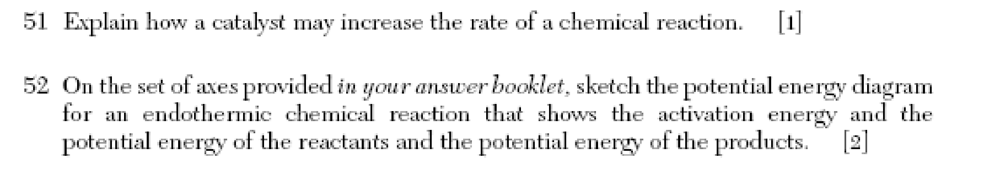 51 Explain how a catalyst may increase the rate of a chemical reaction. [1]
52 On the set of axes provided in your answer booklet, sketch the potential energy diagram
for an endothermic chemical reaction that shows the activation energy and the
potential energy of the reactants and the potential energy of the products. [2]